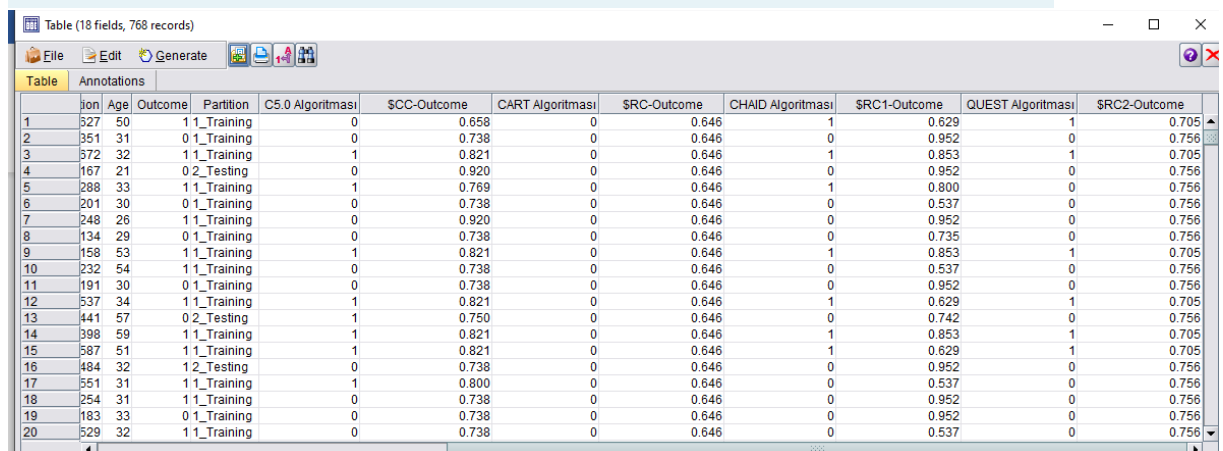 Table (18 fields, 768 records)
File Edit Generate
Table Annotations
tion Age Outcome Partition C5.0 Algoritması $CC-Outcome CART Algoritması $RC-Outcome CHAID Algoritması $RC1-Outcome QUEST Algoritması $RC2-Outcome
1 627 50 1 1_Training 0 0.658 0 0.646 1 0.629 1 0.705
2 351 31 0 1_Training 0 0.738 0 0.646 0 0.952 0 0.756
3 672 32 1 1_Training 1 0.821 0 0.646 1 0.853 1 0.705
4 167 21 0 2_Testing 0 0.920 0 0.646 0 0.952 0 0.756
5 288 33 1 1_Training 1 0.769 0 0.646 1 0.800 0 0.756
6 201 30 0 1_Training 0 0.738 0 0.646 0 0.537 0 0.756
7 248 26 1 1_Training 0 0.920 0 0.646 0 0.952 0 0.756
8 134 29 0 1_Training 0 0.738 0 0.646 0 0.735 0 0.756
9 158 53 1 1_Training 1 0.821 0 0.646 1 0.853 1 0.705
10 232 54 1 1_Training 0 0.738 0 0.646 0 0.537 0 0.756
11 191 30 0 1_Training 0 0.738 0 0.646 0 0.952 0 0.756
12 537 34 1 1_Training 1 0.821 0 0.646 1 0.629 1 0.705
13 441 57 0 2_Testing 1 0.750 0 0.646 0 0.742 0 0.756
14 398 59 1 1_Training 1 0.821 0 0.646 1 0.853 1 0.705
15 587 51 1 1_Training 1 0.821 0 0.646 1 0.629 1 0.705
16 484 32 1 2_Testing 0 0.738 0 0.646 0 0.952 0 0.756
17 551 31 1 1_Training 1 0.800 0 0.646 0 0.537 0 0.756
18 254 31 1 1_Training 0 0.738 0 0.646 0 0.952 0 0.756
19 183 33 0 1_Training 0 0.738 0 0.646 0 0.952 0 0.756
20 529 32 1 1_Training 0 0.738 0 0.646 0 0.537 0 0.756